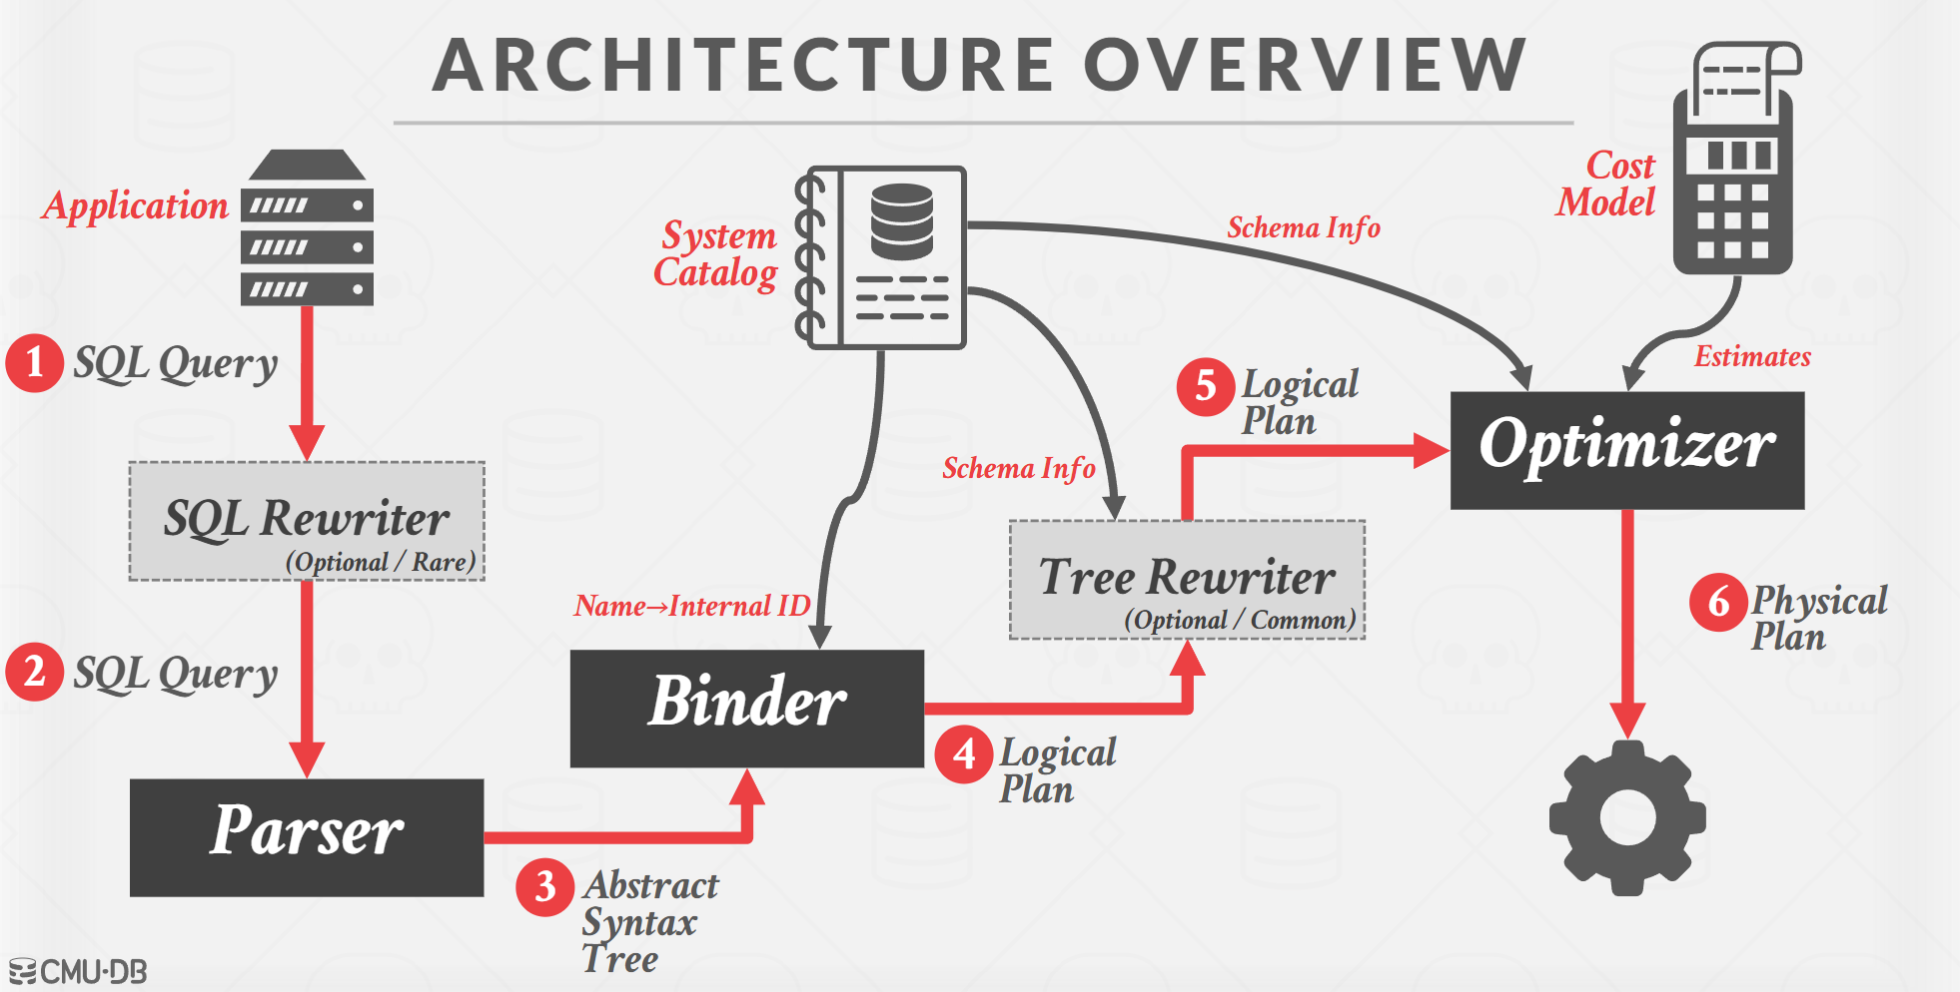 ARCHITECTURE OVERVIEW
Application
1 SQL Query
SQL Rewriter
(Optional / Rare)
2 SQL Query
Parser
3 Abstract
Syntax
Tree
System
Catalog
Name→Internal ID
Binder
4 Logical
Plan
Schema Info
Tree Rewriter
(Optional / Common)
5 Logical
Plan
Schema Info
Cost
Model
Estimates
Optimizer
6 Physical
Plan
CMU·DB